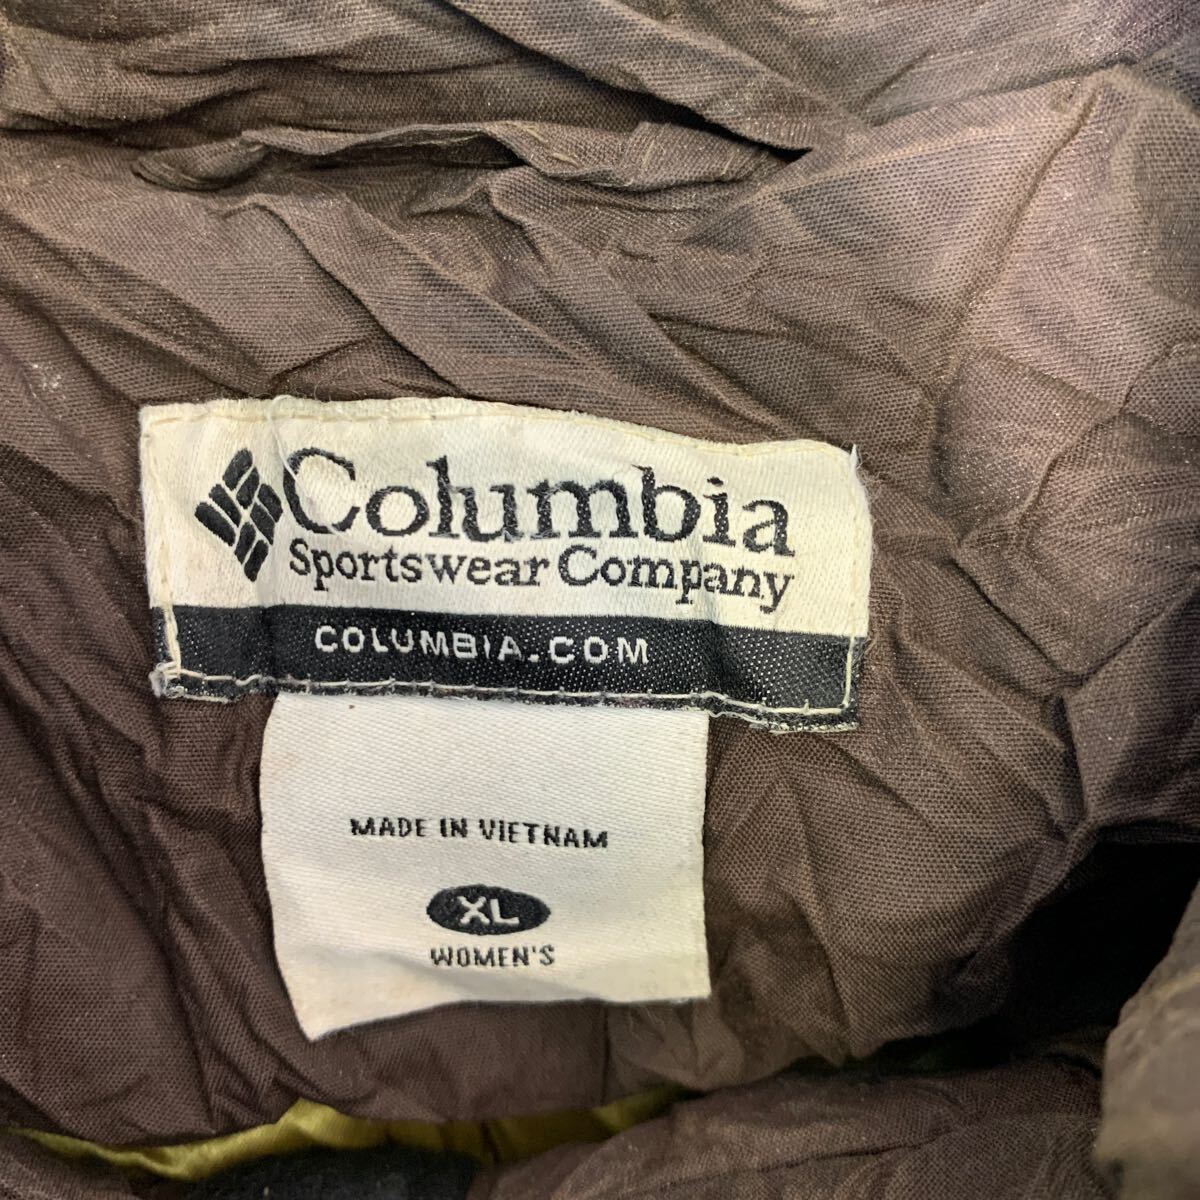 Columbia
Sportswear Company
COLUMBIA.COM
MADE IN VIETNAM
XL
WOMEN'S